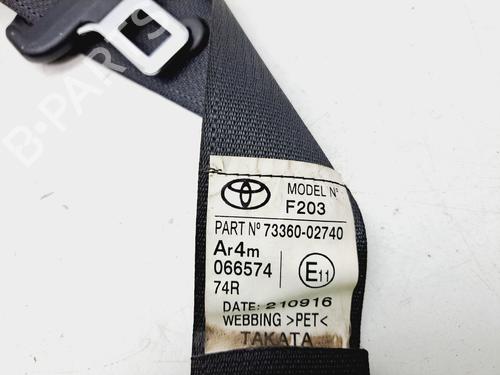 B-PARTS
MODEL Nº
F203
PART Nº 73360-02740
Ar4m
066574
74R
E11
DATE: 210916
WEBBING >PET<
TAKATA